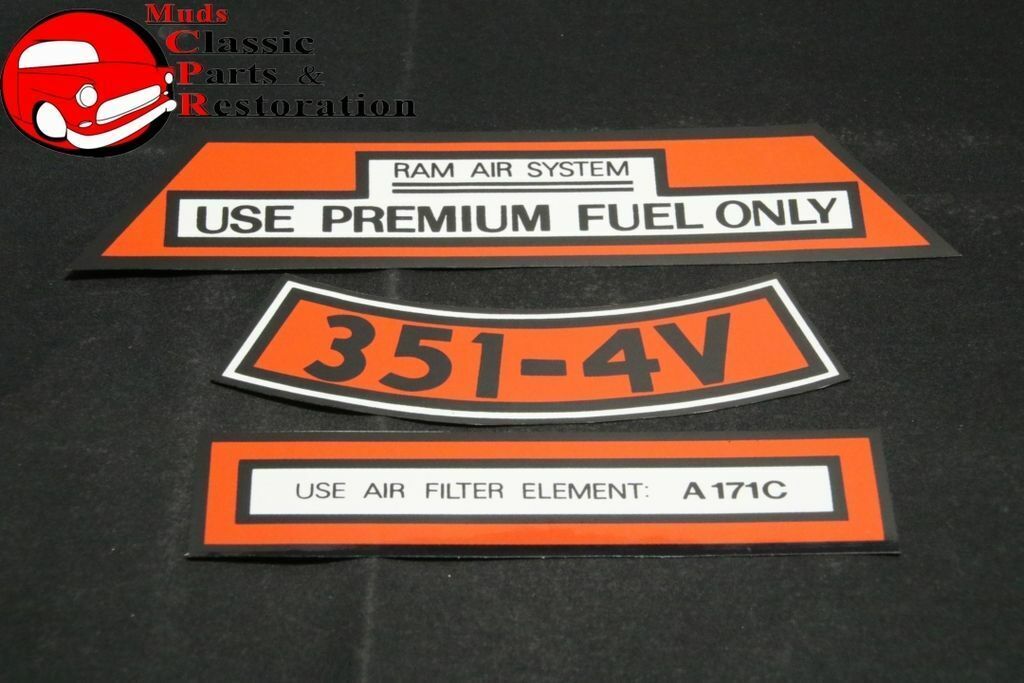 Muds
Classic
Parts &
Restoration
RAM AIR SYSTEM
USE PREMIUM FUEL ONLY
351-4V
USE AIR FILTER ELEMENT: A171C